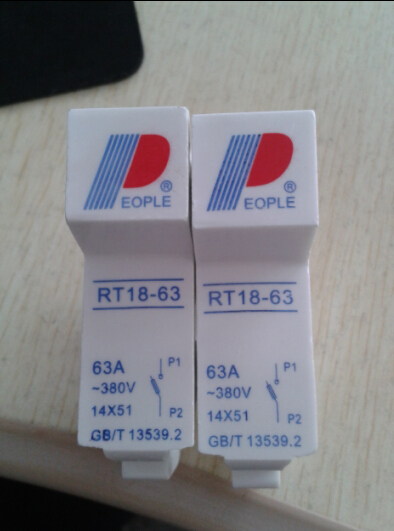 P
®
EOPLE
RT18-63
63A
~380V
14X51
P1
P2
GB/T 13539.2
P
®
EOPLE
RT18-63
63A
~380V
14X51
P1
P2
GB/T 13539.2